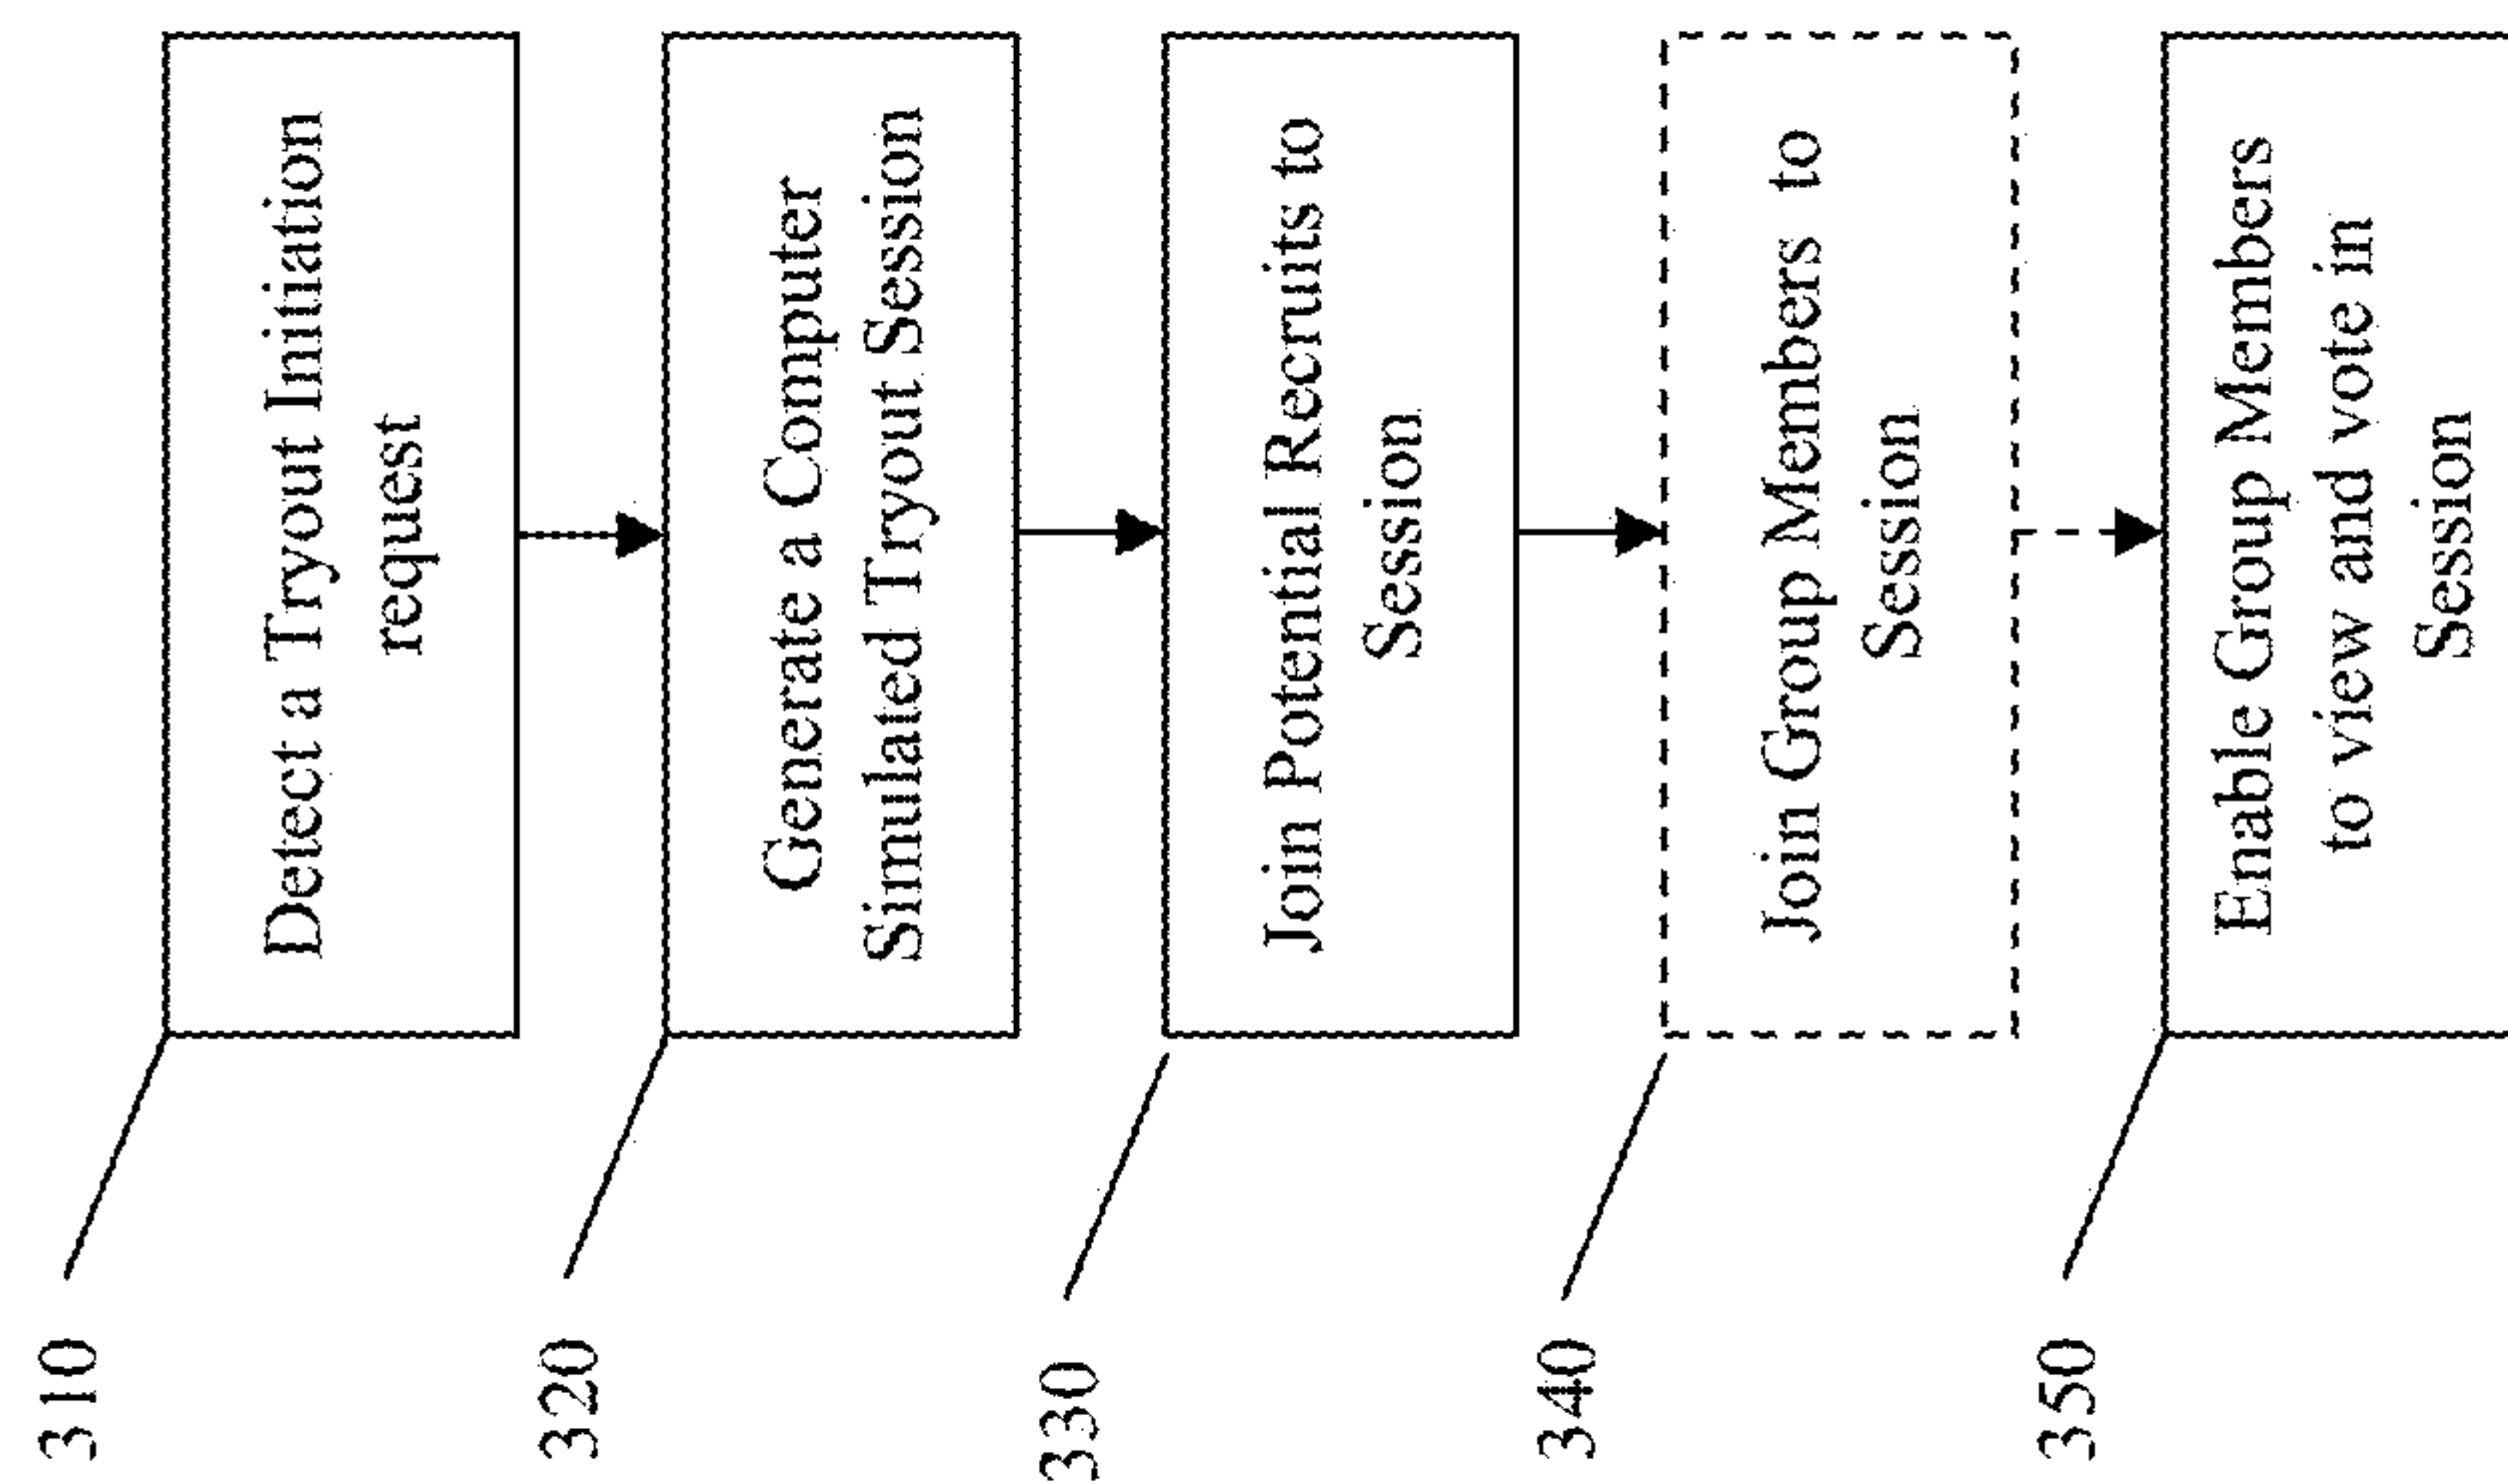 310
Detect a Tryout Initiation
request
320
Generate a Computer
Simulated Tryout Session
330
Join Potential Recruits to
Session
340
Join Group Members to
Session
350
Enable Group Members
to view and vote in
Session